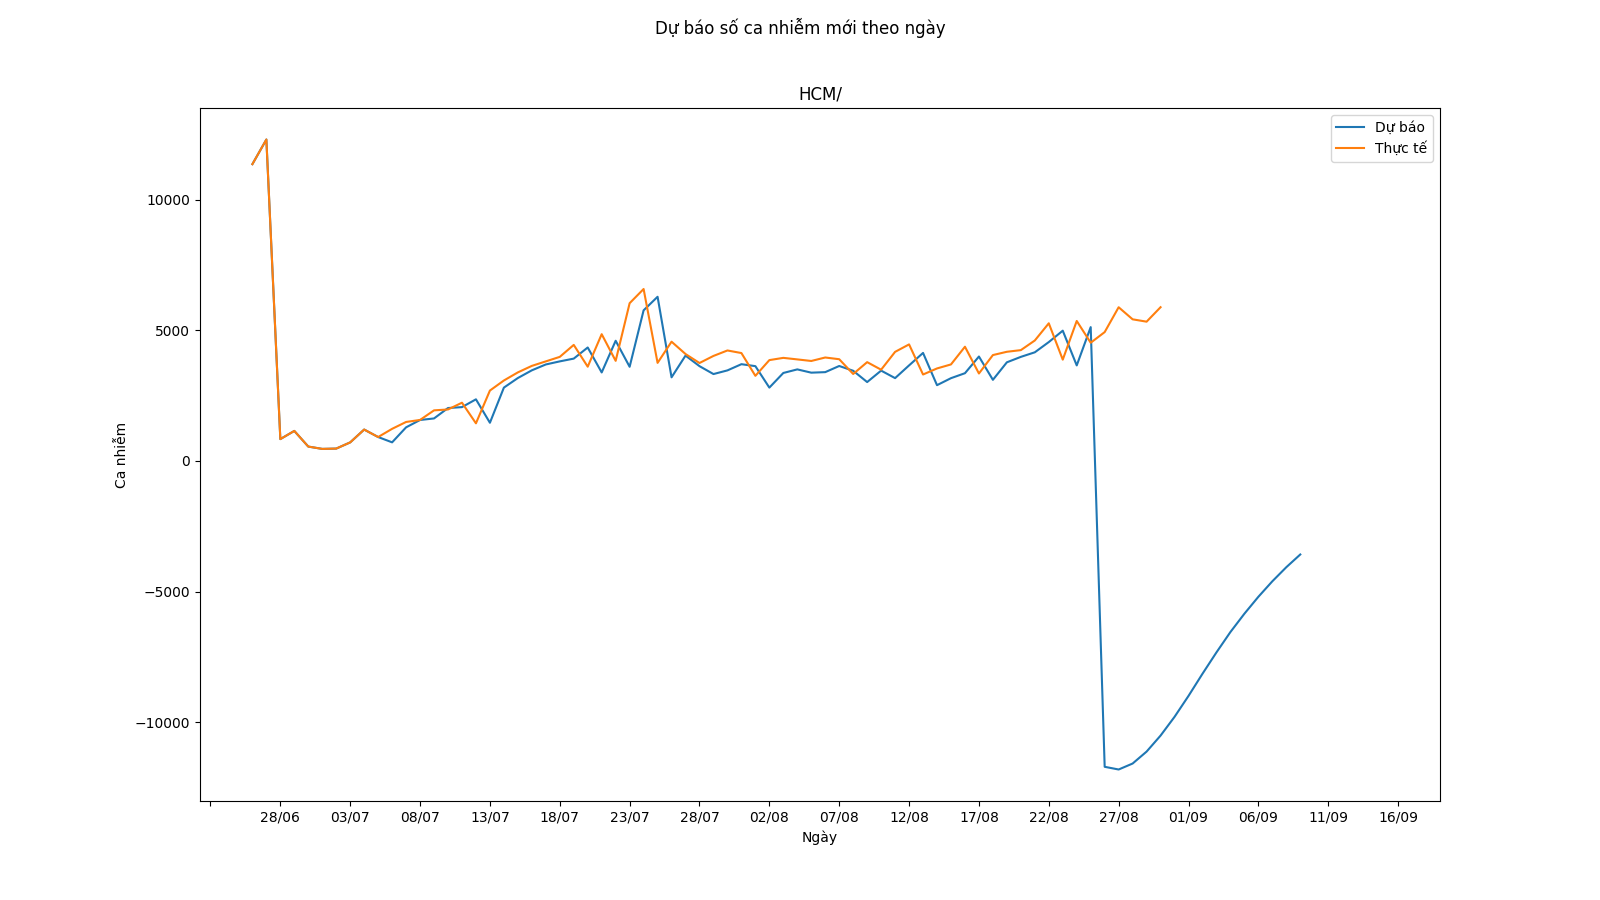 Dự báo số ca nhiễm mới theo ngày
HCM/
Dự báo
Thực tế
Ca nhiễm
10000
5000
0
−5000
−10000
28/06 03/07 08/07 13/07 18/07 23/07 28/07 02/08 07/08 12/08 17/08 22/08 27/08 01/09 06/09 11/09 16/09
Ngày